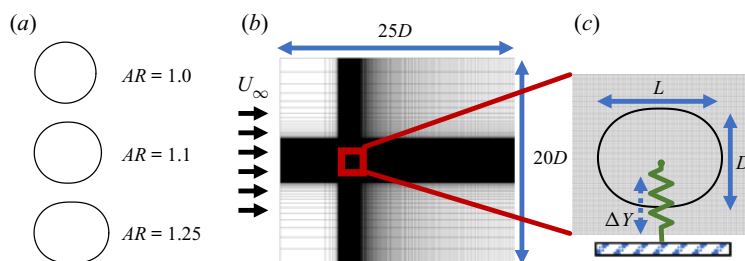 (a)
AR = 1.0
AR = 1.1
AR = 1.25
(b)
25D
U∞
20D
(c)
L
D
ΔY